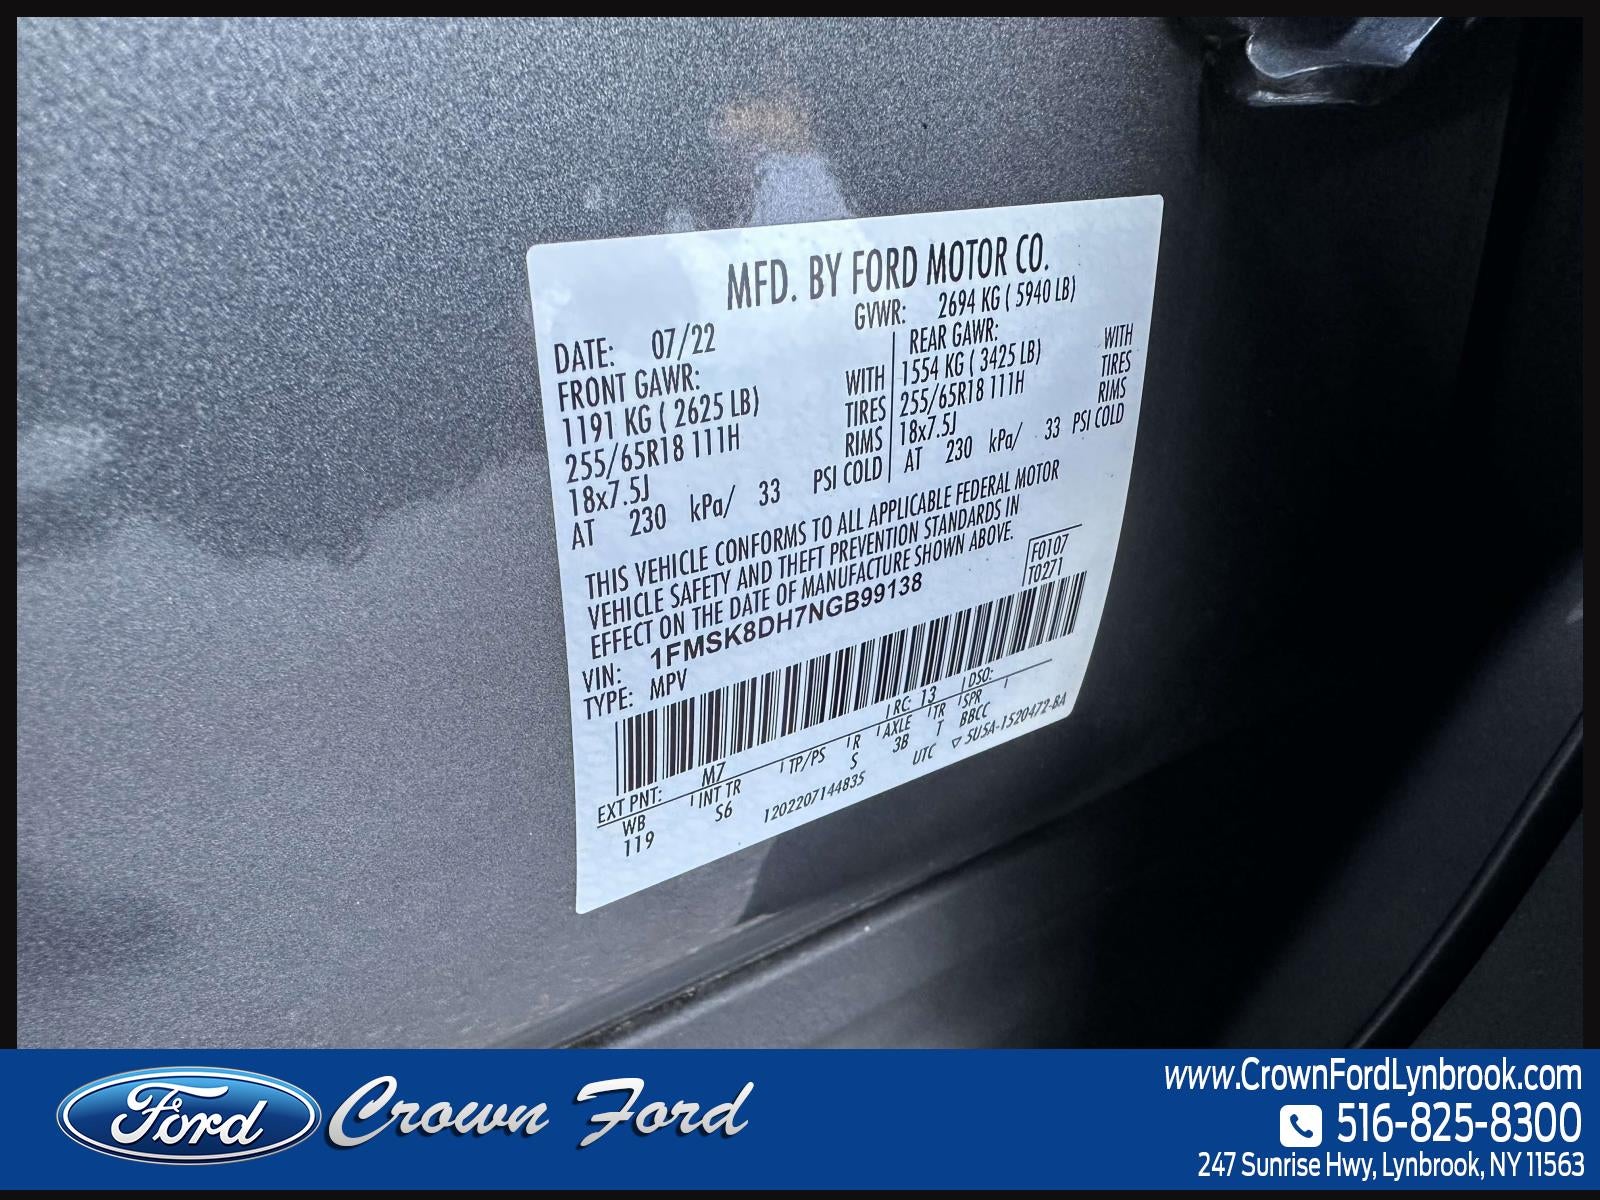 MFD. BY FORD MOTOR CO.
DATE: 07/22 GVWR: 2694 KG ( 5940 LB)
FRONT GAWR: REAR GAWR:
1191 KG ( 2625 LB) WITH 1554 KG ( 3425 LB) WITH
255/65R18 111H TIRES 255/65R18 111H TIRES
18x7.5J RIMS 18x7.5J RIMS
AT 230 kPa/ 33 PSI COLD AT 230 kPa/ 33 PSI COLD
THIS VEHICLE CONFORMS TO ALL APPLICABLE FEDERAL MOTOR
VEHICLE SAFETY AND THEFT PREVENTION STANDARDS IN
EFFECT ON THE DATE OF MANUFACTURE SHOWN ABOVE.
F0107
T0271
VIN: 1FMSK8DH7NGB99138
TYPE: MPV
EXT PNT: M7 RC: 13 DSO:
WB INT TR TP/PS R AXLE TR SPR
119 S6 S 3B T BBCC
1202207144835 UTC ▽ 5U5A-1520472-BA
Ford Crown Ford
www.CrownFordLynbrook.com
516-825-8300
247 Sunrise Hwy, Lynbrook, NY 11563